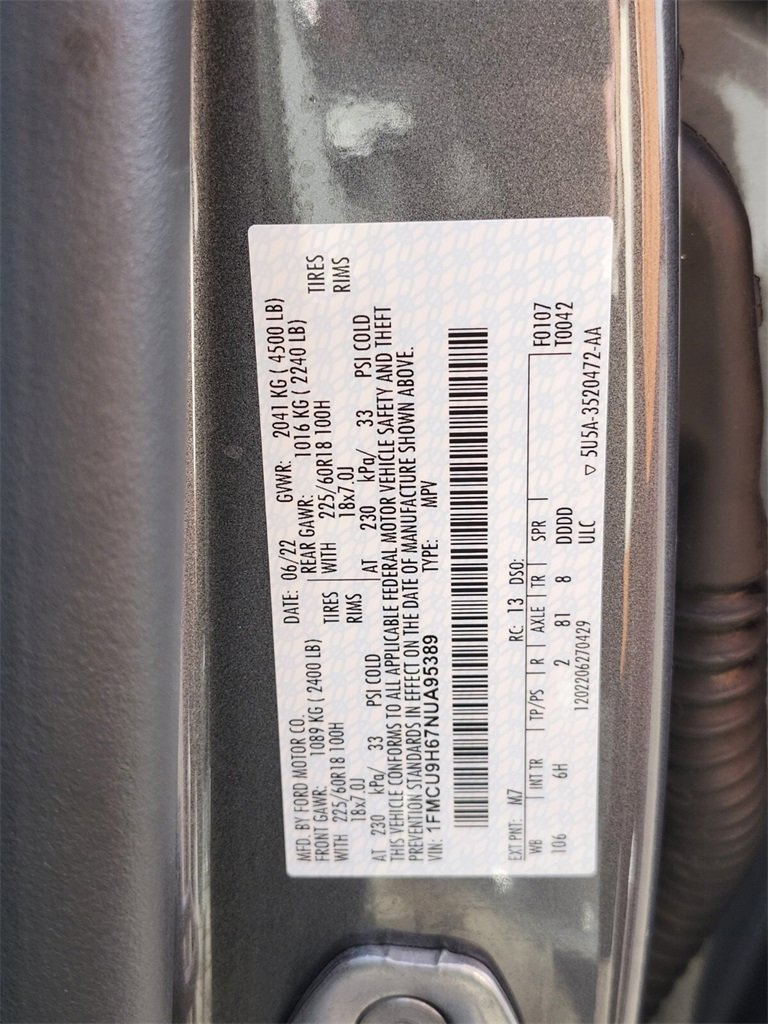 MFD. BY FORD MOTOR CO. DATE: 06/22 GVWR: 2041 KG ( 4500 LB)
FRONT GAWR: 1089 KG ( 2400 LB) REAR GAWR: 1016 KG ( 2240 LB)
WITH 225/60R18 100H TIRES WITH 225/60R18 100H TIRES
18x7.0J RIMS 18x7.0J RIMS
AT 230 kPa/ 33 PSI COLD AT 230 kPa/ 33 PSI COLD
THIS VEHICLE CONFORMS TO ALL APPLICABLE FEDERAL MOTOR VEHICLE SAFETY AND THEFT
PREVENTION STANDARDS IN EFFECT ON THE DATE OF MANUFACTURE SHOWN ABOVE.
VIN: 1FMCU9H67NUA95389 TYPE: MPV
EXT PNT: M7 RC: 13 DSO: F0107
WB INT TR TP/PS R AXLE TR SPR T0042
106 6H 2 81 8 DDDD
1202206270429 ULC ▽ 5U5A-3520472-AA